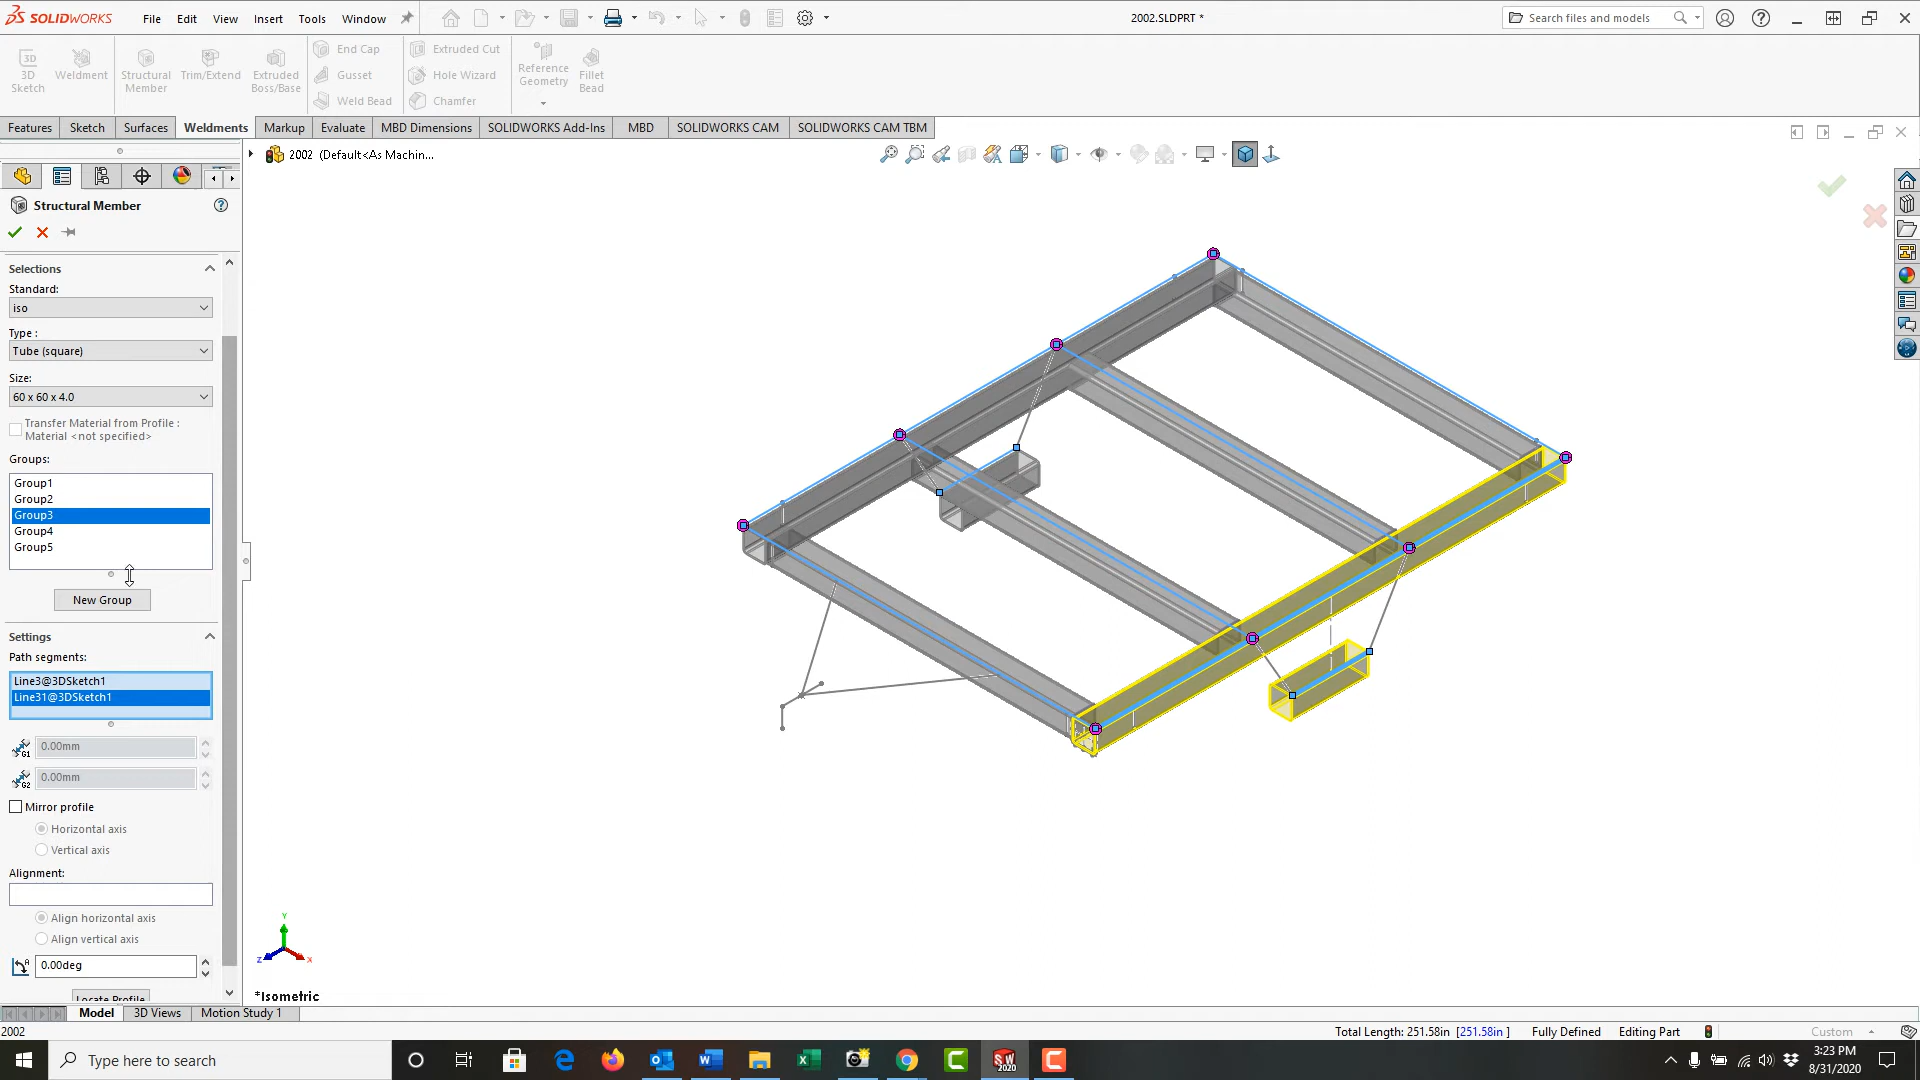 SOLIDWORKS File Edit View Insert Tools Window 2002.SLDPRT * Search files and models
3D Sketch Weldment Structural Member Trim/Extend Extruded Boss/Base End Cap Gusset Weld Bead Extruded Cut Hole Wizard Chamfer Reference Geometry Fillet Bead
Features Sketch Surfaces Weldments Markup Evaluate MBD Dimensions SOLIDWORKS Add-Ins MBD SOLIDWORKS CAM SOLIDWORKS CAM TBM
2002 (Default<As Machin...
Structural Member
Selections
Standard:
iso
Type :
Tube (square)
Size:
60 x 60 x 4.0
Transfer Material from Profile :
Material <not specified>
Groups:
Group1
Group2
Group3
Group4
Group5
New Group
Settings
Path segments:
Line3@3DSketch1
Line31@3DSketch1
G1 0.00mm
G2 0.00mm
Mirror profile
Horizontal axis
Vertical axis
Alignment:
Align horizontal axis
Align vertical axis
0.00deg
Locate Profile
Y
Z X
*Isometric
Model 3D Views Motion Study 1
2002 Total Length: 251.58in [251.58in ] Fully Defined Editing Part Custom
Type here to search
SW 2020
3:23 PM
8/31/2020